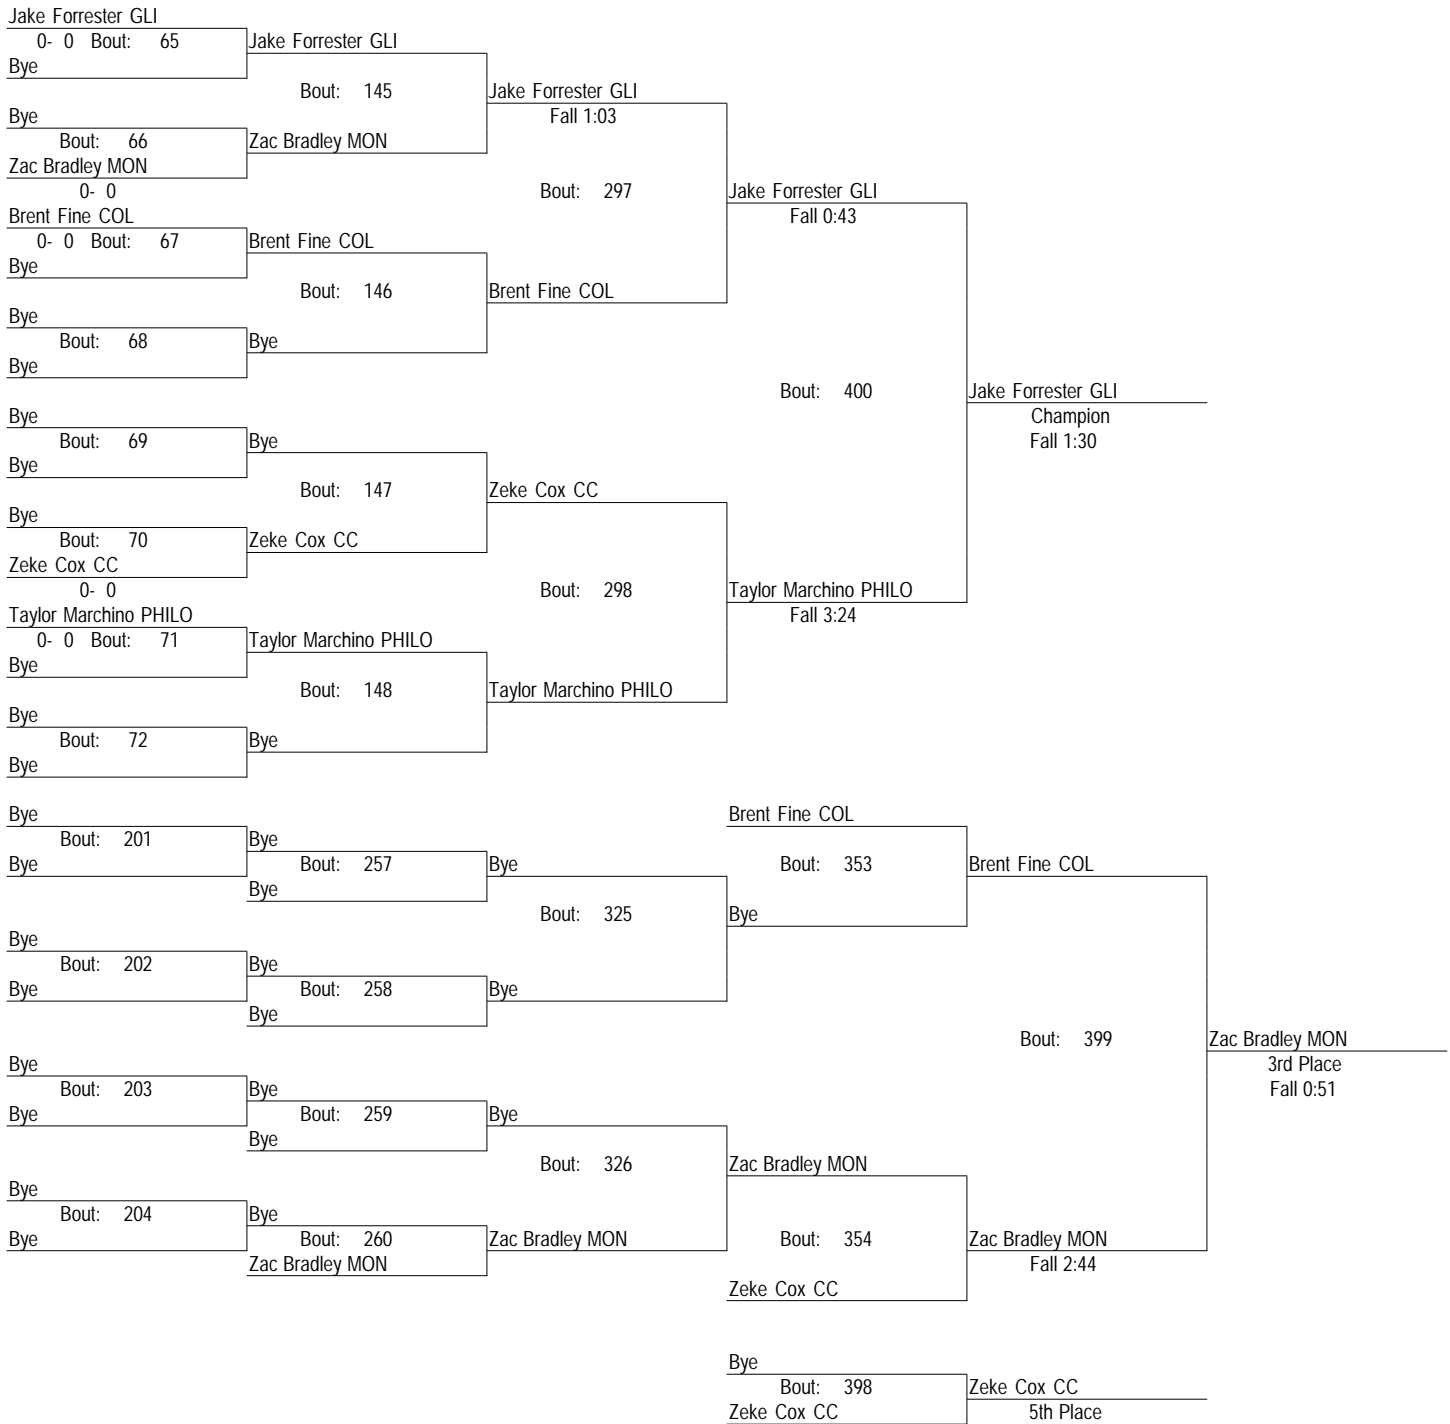 Jake Forrester GLI
0- 0 Bout: 65 Jake Forrester GLI
Bye
Bout: 145 Jake Forrester GLI
Bye Fall 1:03
Bout: 66 Zac Bradley MON
Zac Bradley MON
0- 0 Bout: 297 Jake Forrester GLI
Brent Fine COL Fall 0:43
0- 0 Bout: 67 Brent Fine COL
Bye
Bout: 146 Brent Fine COL
Bye
Bout: 68 Bye
Bye
Bout: 400 Jake Forrester GLI
Bye Champion
Bout: 69 Bye Fall 1:30
Bye
Bout: 147 Zeke Cox CC
Bye
Bout: 70 Zeke Cox CC
Zeke Cox CC
0- 0 Bout: 298 Taylor Marchino PHILO
Taylor Marchino PHILO Fall 3:24
0- 0 Bout: 71 Taylor Marchino PHILO
Bye
Bout: 148 Taylor Marchino PHILO
Bye
Bout: 72 Bye
Bye
Bye Brent Fine COL
Bout: 201 Bye
Bye Bout: 257 Bye Bout: 353 Brent Fine COL
Bye
Bout: 325 Bye
Bye
Bout: 202 Bye
Bye Bout: 258 Bye
Bye
Bout: 399 Zac Bradley MON
Bye 3rd Place
Bout: 203 Bye Fall 0:51
Bye Bout: 259 Bye
Bye
Bout: 326 Zac Bradley MON
Bye
Bout: 204 Bye
Bye Bout: 260 Zac Bradley MON Bout: 354 Zac Bradley MON
Zac Bradley MON Fall 2:44
Zeke Cox CC
Bye
Bout: 398 Zeke Cox CC
Zeke Cox CC 5th Place